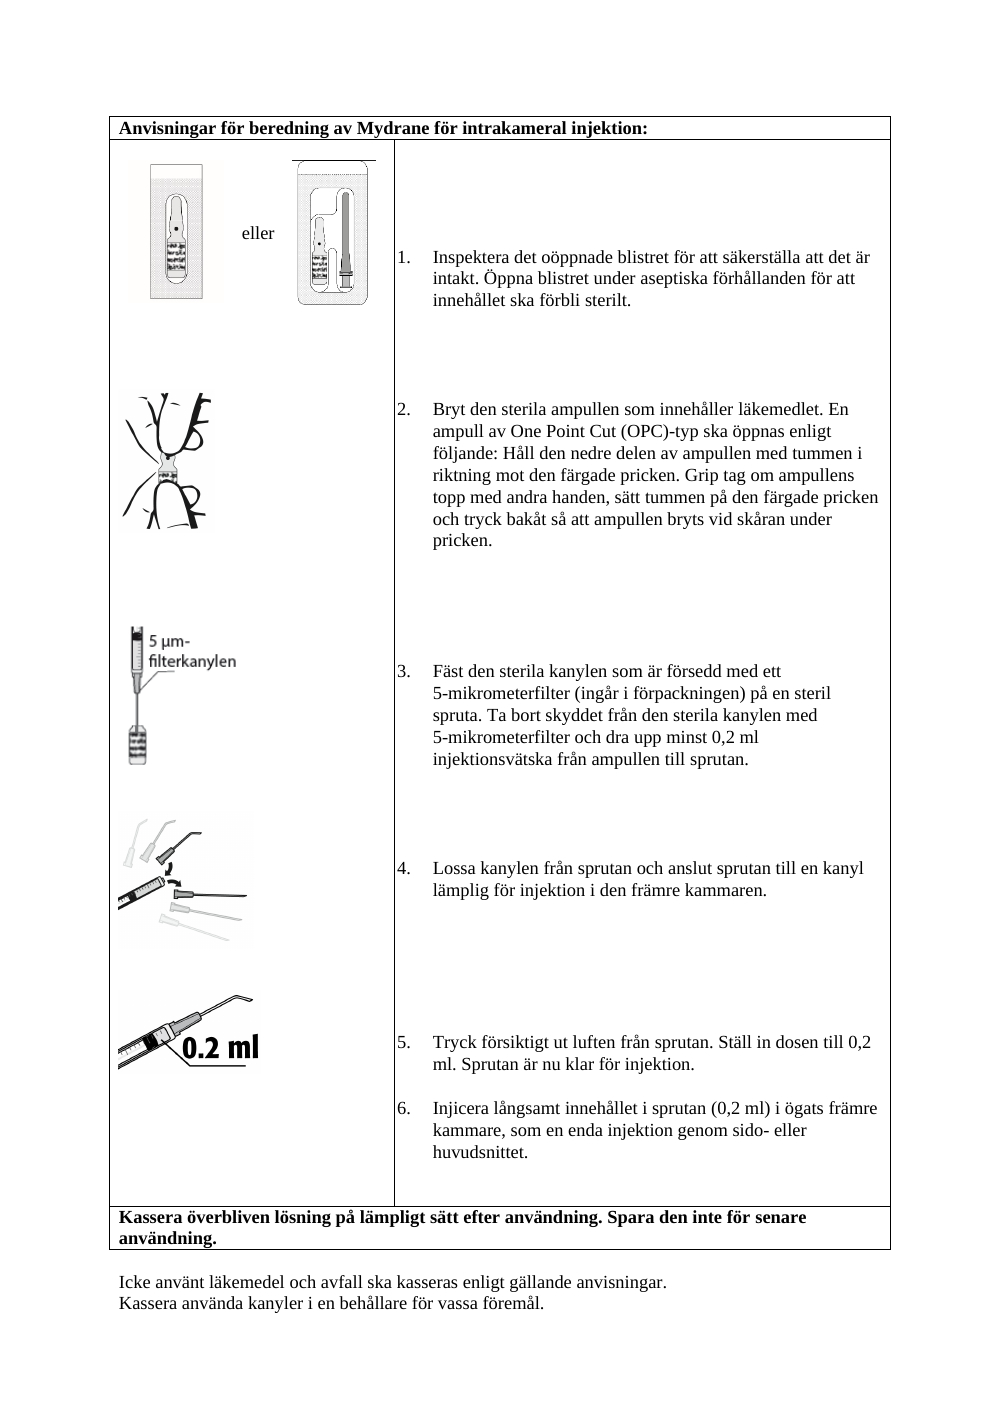 Anvisningar för beredning av Mydrane för intrakameral injektion:
eller
1. Inspektera det oöppnade blistret för att säkerställa att det är
intakt. Öppna blistret under aseptiska förhållanden för att
innehållet ska förbli sterilt.
2. Bryt den sterila ampullen som innehåller läkemedlet. En
ampull av One Point Cut (OPC)-typ ska öppnas enligt
följande: Håll den nedre delen av ampullen med tummen i
riktning mot den färgade pricken. Grip tag om ampullens
topp med andra handen, sätt tummen på den färgade pricken
och tryck bakåt så att ampullen bryts vid skåran under
pricken.
5 µm-
filterkanylen
3. Fäst den sterila kanylen som är försedd med ett
5-mikrometerfilter (ingår i förpackningen) på en steril
spruta. Ta bort skyddet från den sterila kanylen med
5-mikrometerfilter och dra upp minst 0,2 ml
injektionsvätska från ampullen till sprutan.
4. Lossa kanylen från sprutan och anslut sprutan till en kanyl
lämplig för injektion i den främre kammaren.
0.2 ml
5. Tryck försiktigt ut luften från sprutan. Ställ in dosen till 0,2
ml. Sprutan är nu klar för injektion.
6. Injicera långsamt innehållet i sprutan (0,2 ml) i ögats främre
kammare, som en enda injektion genom sido- eller
huvudsnittet.
Kassera överbliven lösning på lämpligt sätt efter användning. Spara den inte för senare
användning.
Icke använt läkemedel och avfall ska kasseras enligt gällande anvisningar.
Kassera använda kanyler i en behållare för vassa föremål.